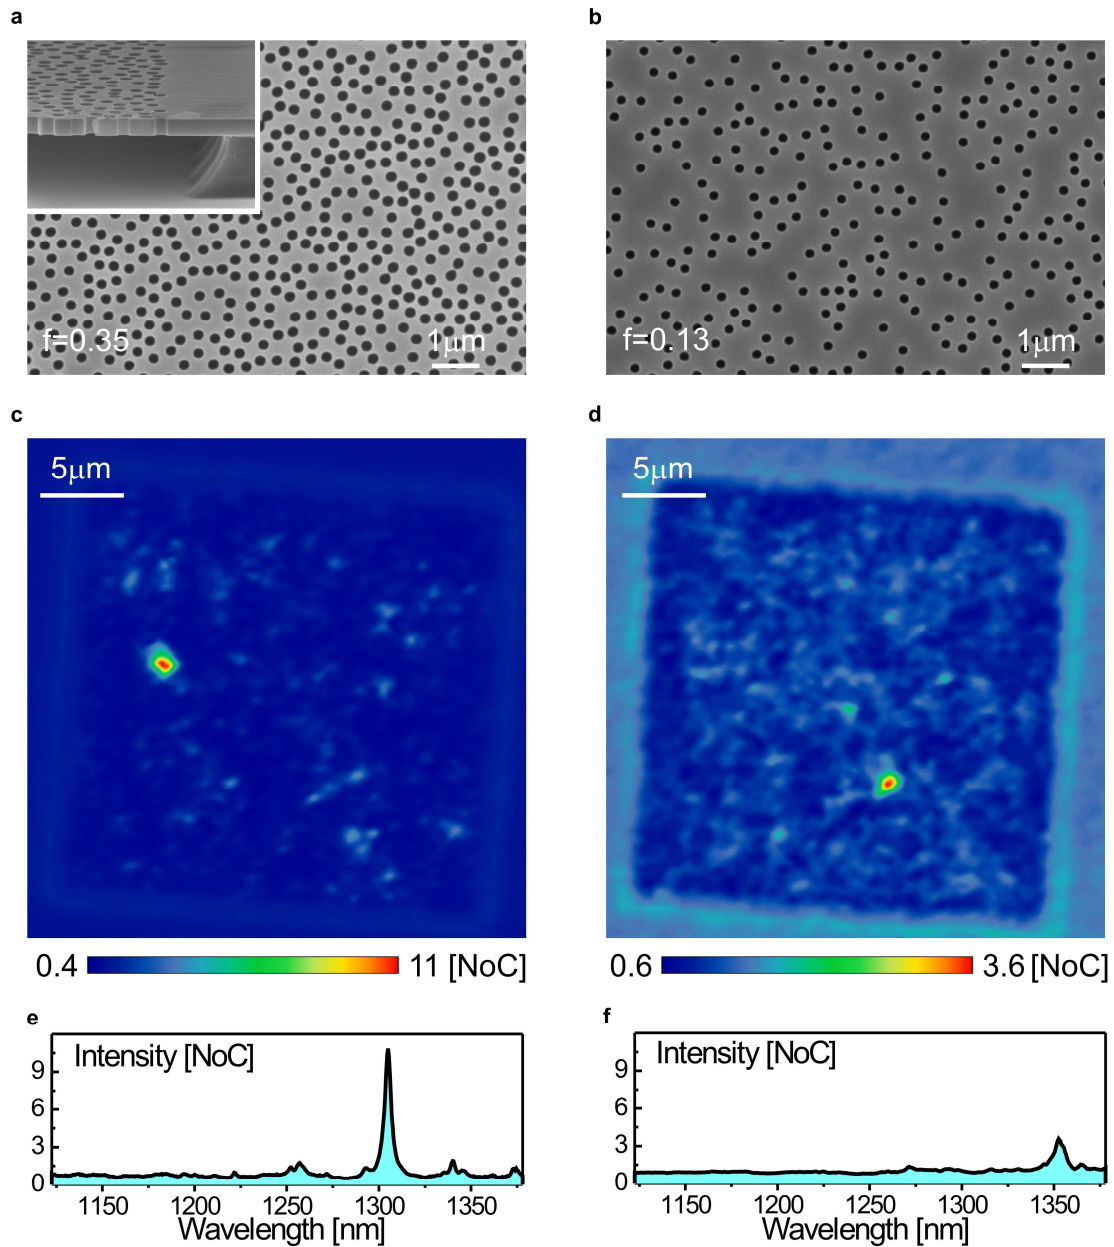 a
b
f=0.35
1μm
f=0.13
1μm
c
d
5μm
5μm
0.4
11 [NoC]
0.6
3.6 [NoC]
e
f
Intensity [NoC]
9
6
3
0
1150
1200
1250
1300
1350
Wavelength [nm]
Intensity [NoC]
9
6
3
0
1150
1200
1250
1300
1350
Wavelength [nm]